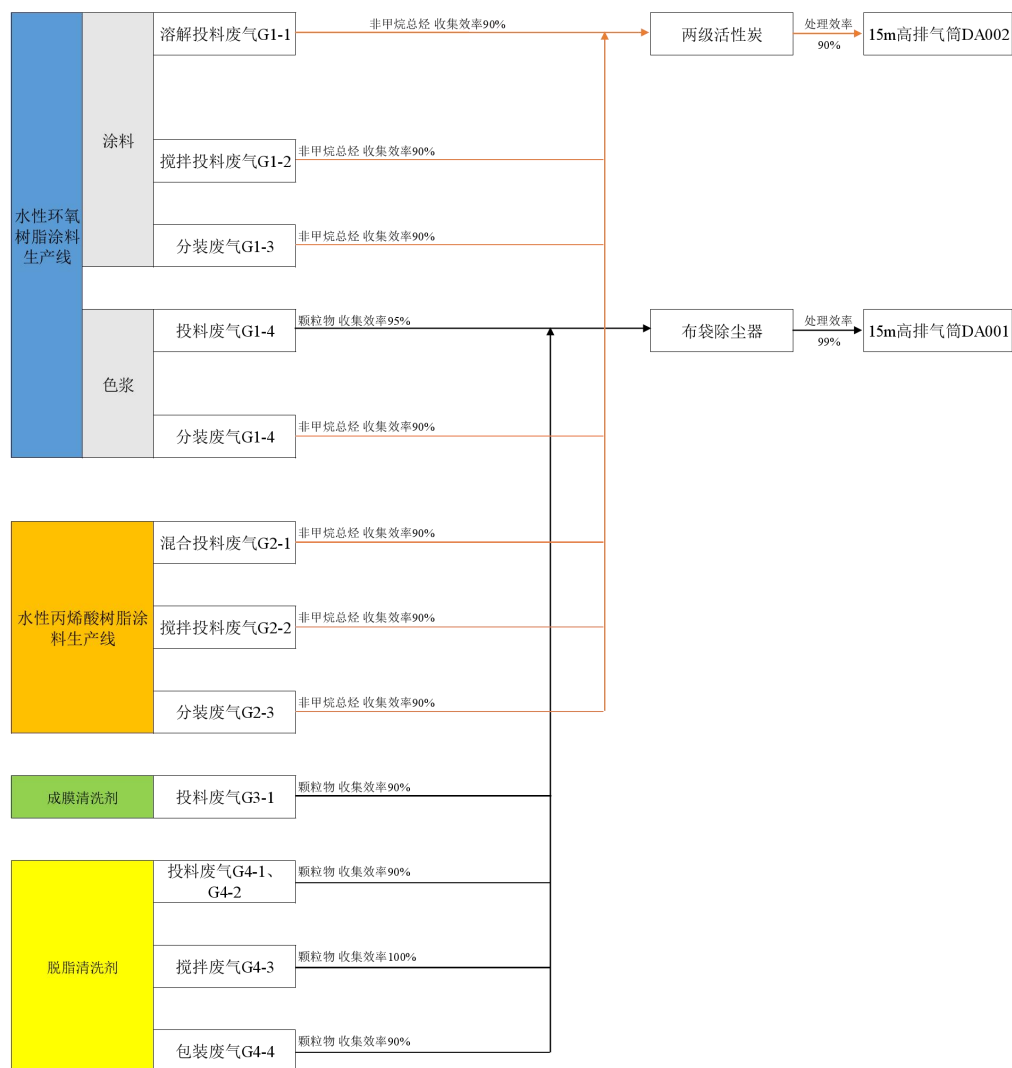 溶解投料废气G1-1
非甲烷总烃 收集效率90%
两级活性炭
处理效率
90%
15m高排气筒DA002
涂料
搅拌投料废气G1-2
非甲烷总烃 收集效率90%
水性环氧
树脂涂料
生产线
分装废气G1-3
非甲烷总烃 收集效率90%
投料废气G1-4
颗粒物 收集效率95%
布袋除尘器
处理效率
99%
15m高排气筒DA001
色浆
分装废气G1-4
非甲烷总烃 收集效率90%
混合投料废气G2-1
非甲烷总烃 收集效率90%
水性丙烯酸树脂涂
料生产线
搅拌投料废气G2-2
非甲烷总烃 收集效率90%
分装废气G2-3
非甲烷总烃 收集效率90%
成膜清洗剂
投料废气G3-1
颗粒物 收集效率90%
投料废气G4-1、
G4-2
颗粒物 收集效率90%
脱脂清洗剂
搅拌废气G4-3
颗粒物 收集效率100%
包装废气G4-4
颗粒物 收集效率90%